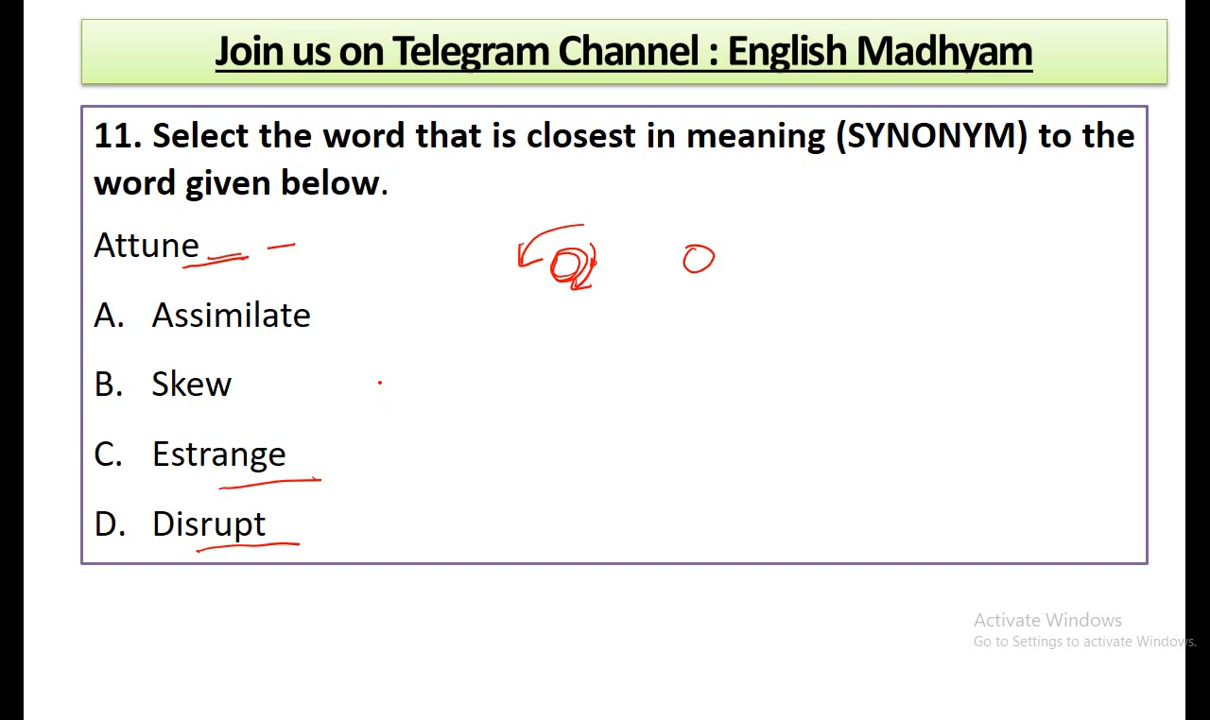 Join us on Telegram Channel : English Madhyam
11. Select the word that is closest in meaning (SYNONYM) to the
word given below.
Attune
A. Assimilate
B. Skew
C. Estrange
D. Disrupt
Activate Windows
Go to Settings to activate Windows.